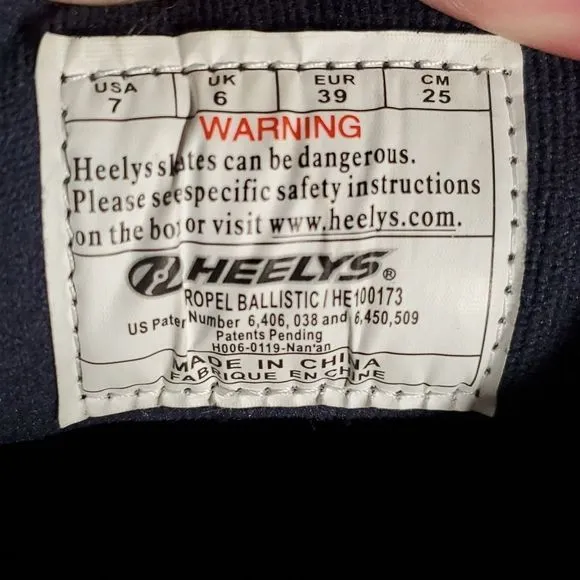 USA UK EUR CM
7 6 39 25
WARNING
Heelys skates can be dangerous.
Please see specific safety instructions
on the box or visit www.heelys.com.
HEELYS®
ROPEL BALLISTIC / HE100173
US Patent Number 6,406,038 and 6,450,509
Patents Pending
H006-0119-Nan'an
MADE IN CHINA
FABRIQUE EN CHINE